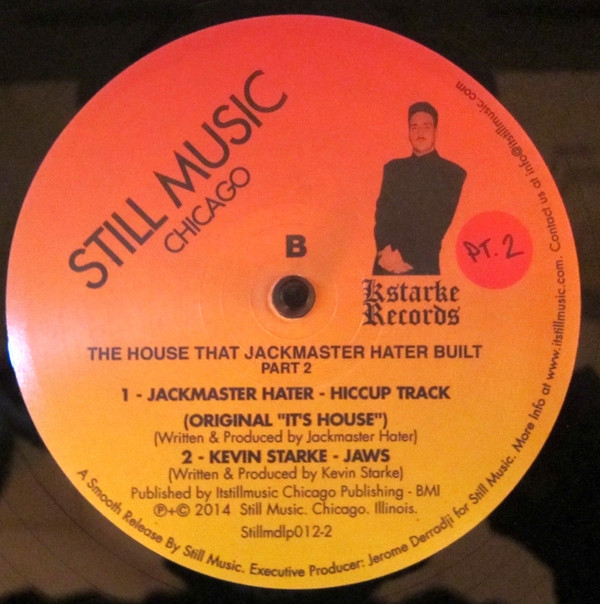 STILL MUSIC
CHICAGO
B
PT. 2
Kstarke
Records
THE HOUSE THAT JACKMASTER HATER BUILT
PART 2
1 - JACKMASTER HATER - HICCUP TRACK
(ORIGINAL "IT'S HOUSE")
(Written & Produced by Jackmaster Hater)
2 - KEVIN STARKE - JAWS
(Written & Produced by Kevin Starke)
Published by Itstillmusic Chicago Publishing - BMI
℗+© 2014 Still Music. Chicago. Illinois.
Stillmdlp012-2
A Smooth Release By Still Music. Executive Producer: Jerome Derradji for Still Music. More Info at www.itstillmusic.com. Contact us at info@itstillmusic.com